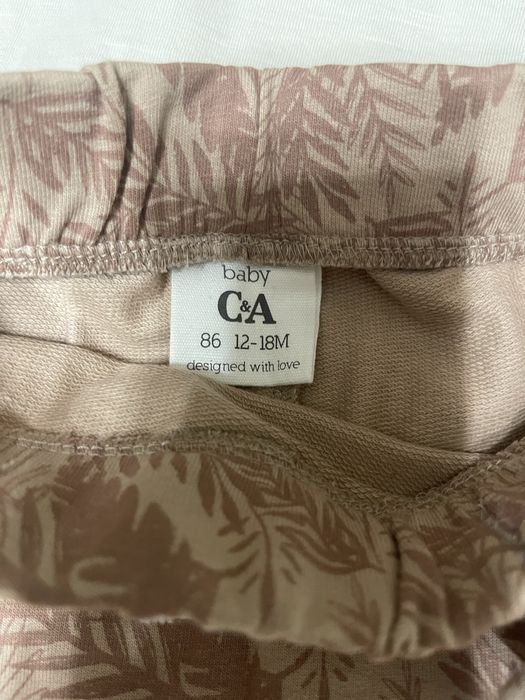 baby
C&A
86 12-18M
designed with love